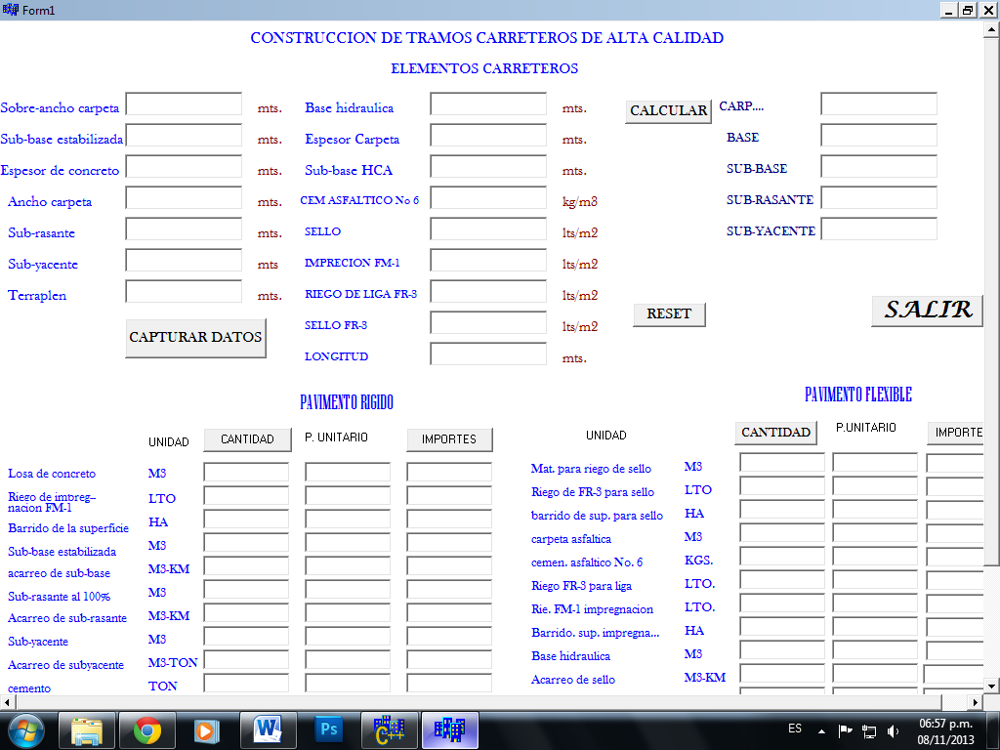 Form1
CONSTRUCCION DE TRAMOS CARRETEROS DE ALTA CALIDAD
ELEMENTOS CARRETEROS
Sobre-ancho carpeta mts. Base hidraulica mts. CALCULAR CARP....
Sub-base estabilizada mts. Espesor Carpeta mts. BASE
Espesor de concreto mts. Sub-base HCA mts. SUB-BASE
Ancho carpeta mts. CEM ASFALTICO No 6 kg/m3 SUB-RASANTE
Sub-rasante mts. SELLO lts/m2 SUB-YACENTE
Sub-yacente mts IMPRECION FM-1 lts/m2
Terraplen mts. RIEGO DE LIGA FR-3 lts/m2
RESET SALIR
CAPTURAR DATOS SELLO FR-3 lts/m2
LONGITUD mts.
PAVIMENTO RIGIDO
UNIDAD CANTIDAD P. UNITARIO IMPORTES
Losa de concreto M3
Riego de impreg-
nacion FM-1 LTO
Barrido de la superficie HA
Sub-base estabilizada M3
acarreo de sub-base M3-KM
Sub-rasante al 100% M3
Acarreo de sub-rasante M3-KM
Sub-yacente M3
Acarreo de subyacente M3-TON
cemento TON
PAVIMENTO FLEXIBLE
UNIDAD CANTIDAD P.UNITARIO IMPORTE
Mat. para riego de sello M3
Riego de FR-3 para sello LTO
barrido de sup. para sello HA
carpeta asfaltica M3
cemen. asfaltico No. 6 KGS.
Riego FR-3 para liga LTO.
Rie. FM-1 impregnacion LTO.
Barrido. sup. impregna... HA
Base hidraulica M3
Acarreo de sello M3-KM
ES 06:57 p.m.
08/11/2013